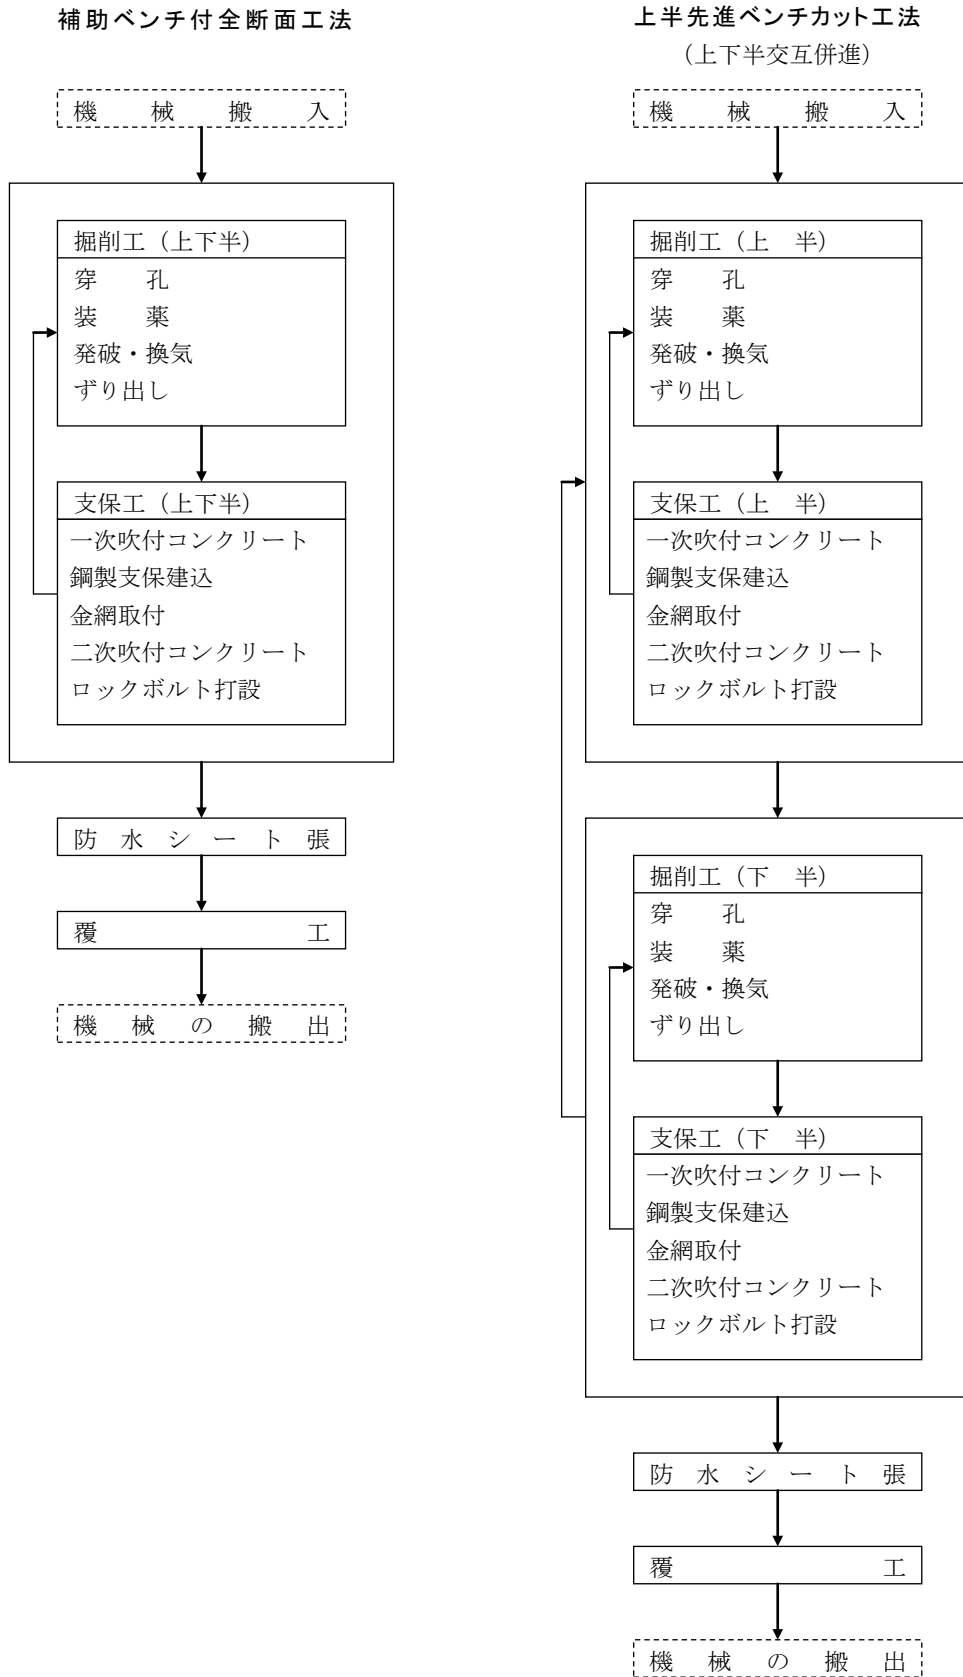 補助ベンチ付全断面工法
機械搬入
掘削工（上下半）
穿　孔
装　薬
発破・換気
ずり出し
支保工（上下半）
一次吹付コンクリート
鋼製支保建込
金網取付
二次吹付コンクリート
ロックボルト打設
防水シート張
覆工
機械の搬出
上半先進ベンチカット工法
（上下半交互併進）
機械搬入
掘削工（上　半）
穿　孔
装　薬
発破・換気
ずり出し
支保工（上　半）
一次吹付コンクリート
鋼製支保建込
金網取付
二次吹付コンクリート
ロックボルト打設
掘削工（下　半）
穿　孔
装　薬
発破・換気
ずり出し
支保工（下　半）
一次吹付コンクリート
鋼製支保建込
金網取付
二次吹付コンクリート
ロックボルト打設
防水シート張
覆工
機械の搬出